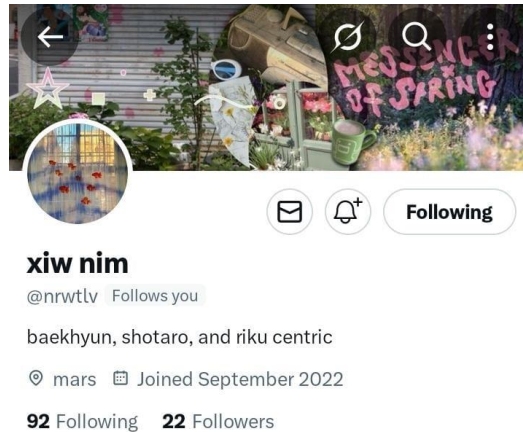 MESSENGER
OF SPRING
Following
xiw nim
@nrwtlv Follows you
baekhyun, shotaro, and riku centric
mars Joined September 2022
92 Following 22 Followers